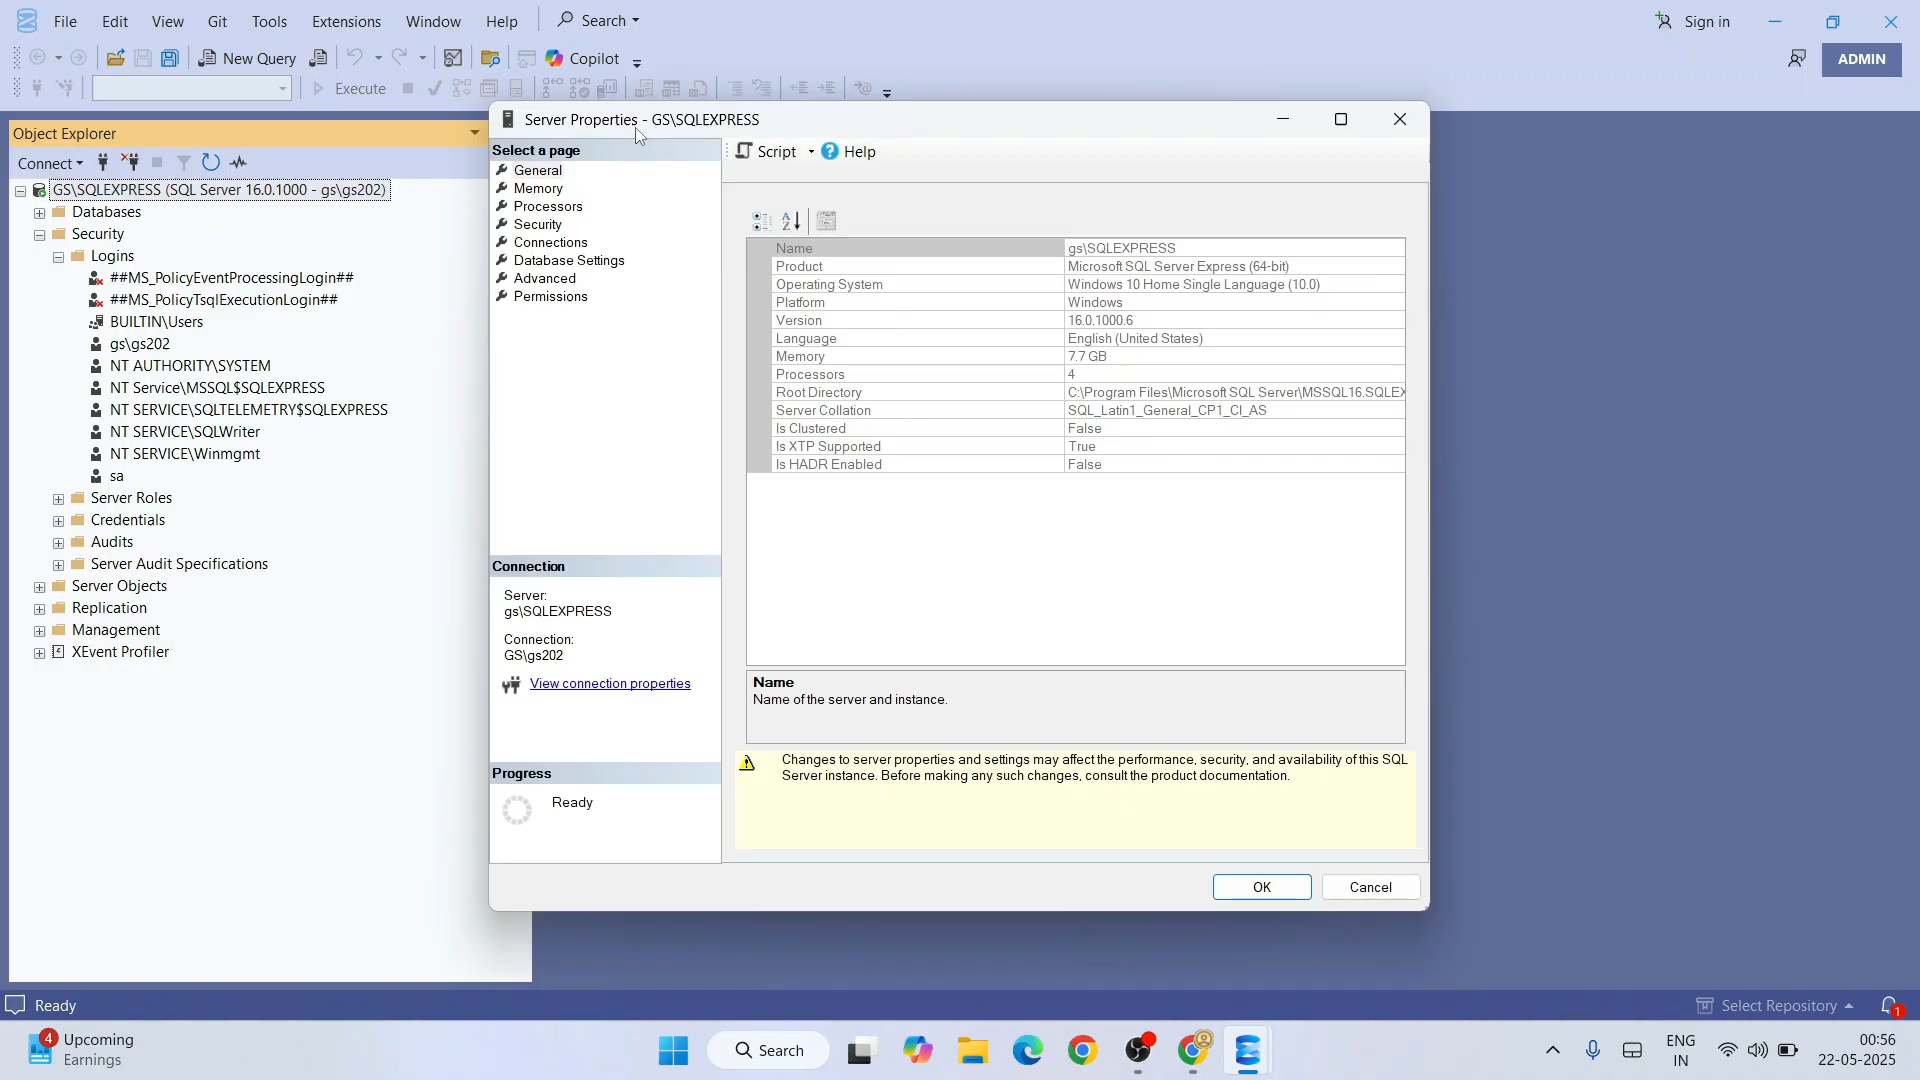 File Edit View Git Tools Extensions Window Help Search
Sign in
New Query Copilot
ADMIN
Execute
Object Explorer
Connect
GS\SQLEXPRESS (SQL Server 16.0.1000 - gs\gs202)
Databases
Security
Logins
##MS_PolicyEventProcessingLogin##
##MS_PolicyTsqlExecutionLogin##
BUILTIN\Users
gs\gs202
NT AUTHORITY\SYSTEM
NT Service\MSSQL$SQLEXPRESS
NT SERVICE\SQLTELEMETRY$SQLEXPRESS
NT SERVICE\SQLWriter
NT SERVICE\Winmgmt
sa
Server Roles
Credentials
Audits
Server Audit Specifications
Server Objects
Replication
Management
XEvent Profiler
Server Properties - GS\SQLEXPRESS
Select a page
General
Memory
Processors
Security
Connections
Database Settings
Advanced
Permissions
Connection
Server:
gs\SQLEXPRESS
Connection:
GS\gs202
View connection properties
Progress
Ready
Script Help
Name gs\SQLEXPRESS
Product Microsoft SQL Server Express (64-bit)
Operating System Windows 10 Home Single Language (10.0)
Platform Windows
Version 16.0.1000.6
Language English (United States)
Memory 7.7 GB
Processors 4
Root Directory C:\Program Files\Microsoft SQL Server\MSSQL16.SQLEX
Server Collation SQL_Latin1_General_CP1_CI_AS
Is Clustered False
Is XTP Supported True
Is HADR Enabled False
Name
Name of the server and instance.
Changes to server properties and settings may affect the performance, security, and availability of this SQL
Server instance. Before making any such changes, consult the product documentation.
OK Cancel
Ready
Select Repository
1
4
Upcoming
Earnings
Search
ENG
IN
00:56
22-05-2025